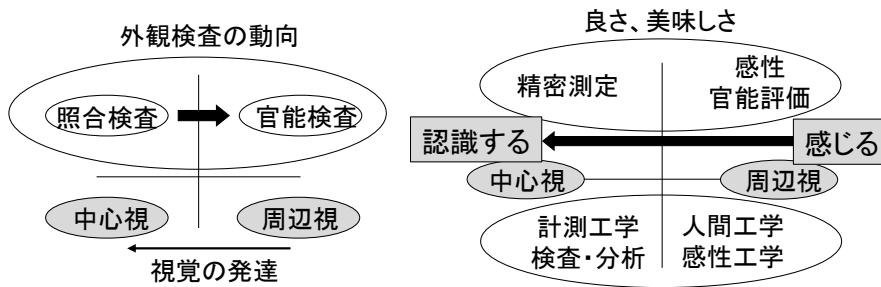 外観検査の動向
照合検査
官能検査
中心視
周辺視
視覚の発達
良さ、美味しさ
精密測定
感性
官能評価
認識する
感じる
中心視
周辺視
計測工学
検査・分析
人間工学
感性工学